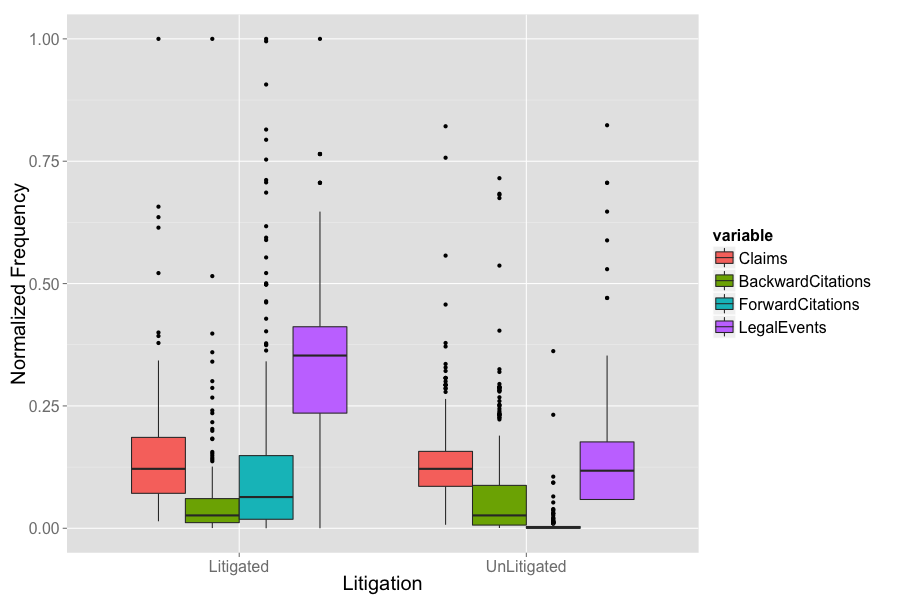 1.00
0.75
0.50
0.25
0.00
Normalized Frequency
Litigated
UnLitigated
Litigation
variable
Claims
BackwardCitations
ForwardCitations
LegalEvents